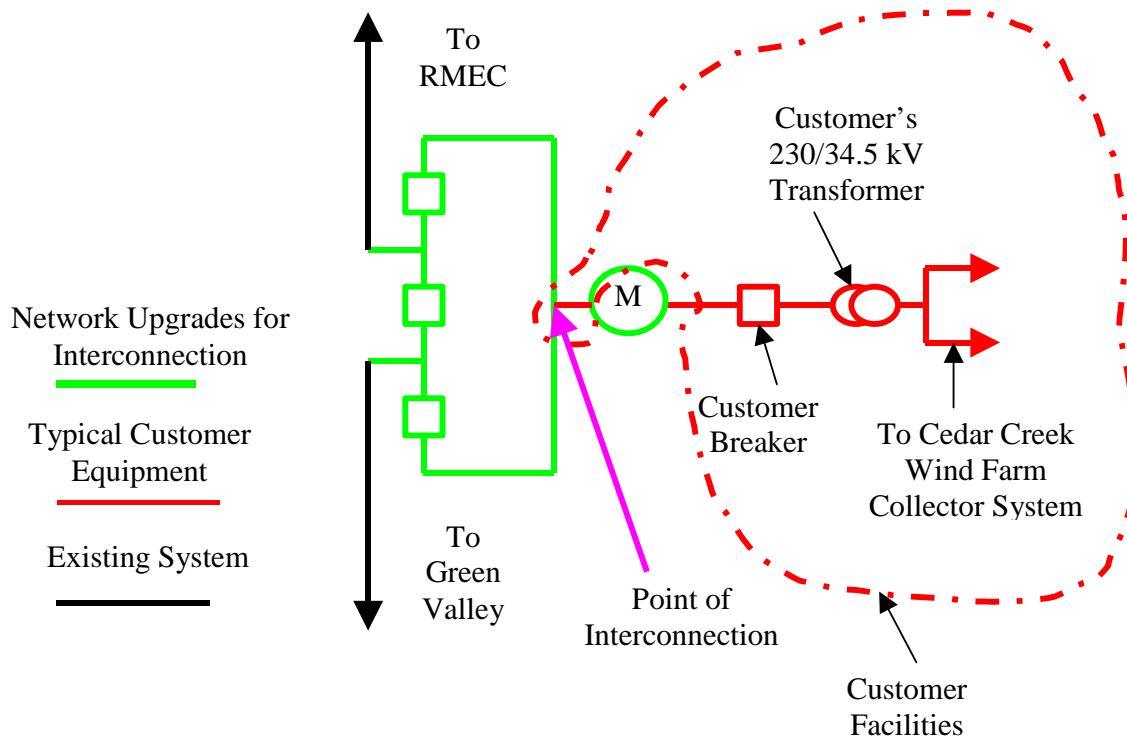 To
RMEC
Customer's
230/34.5 kV
Transformer
M
Network Upgrades for
Interconnection
Typical Customer
Equipment
Existing System
Customer
Breaker
To Cedar Creek
Wind Farm
Collector System
To
Green
Valley
Point of
Interconnection
Customer
Facilities